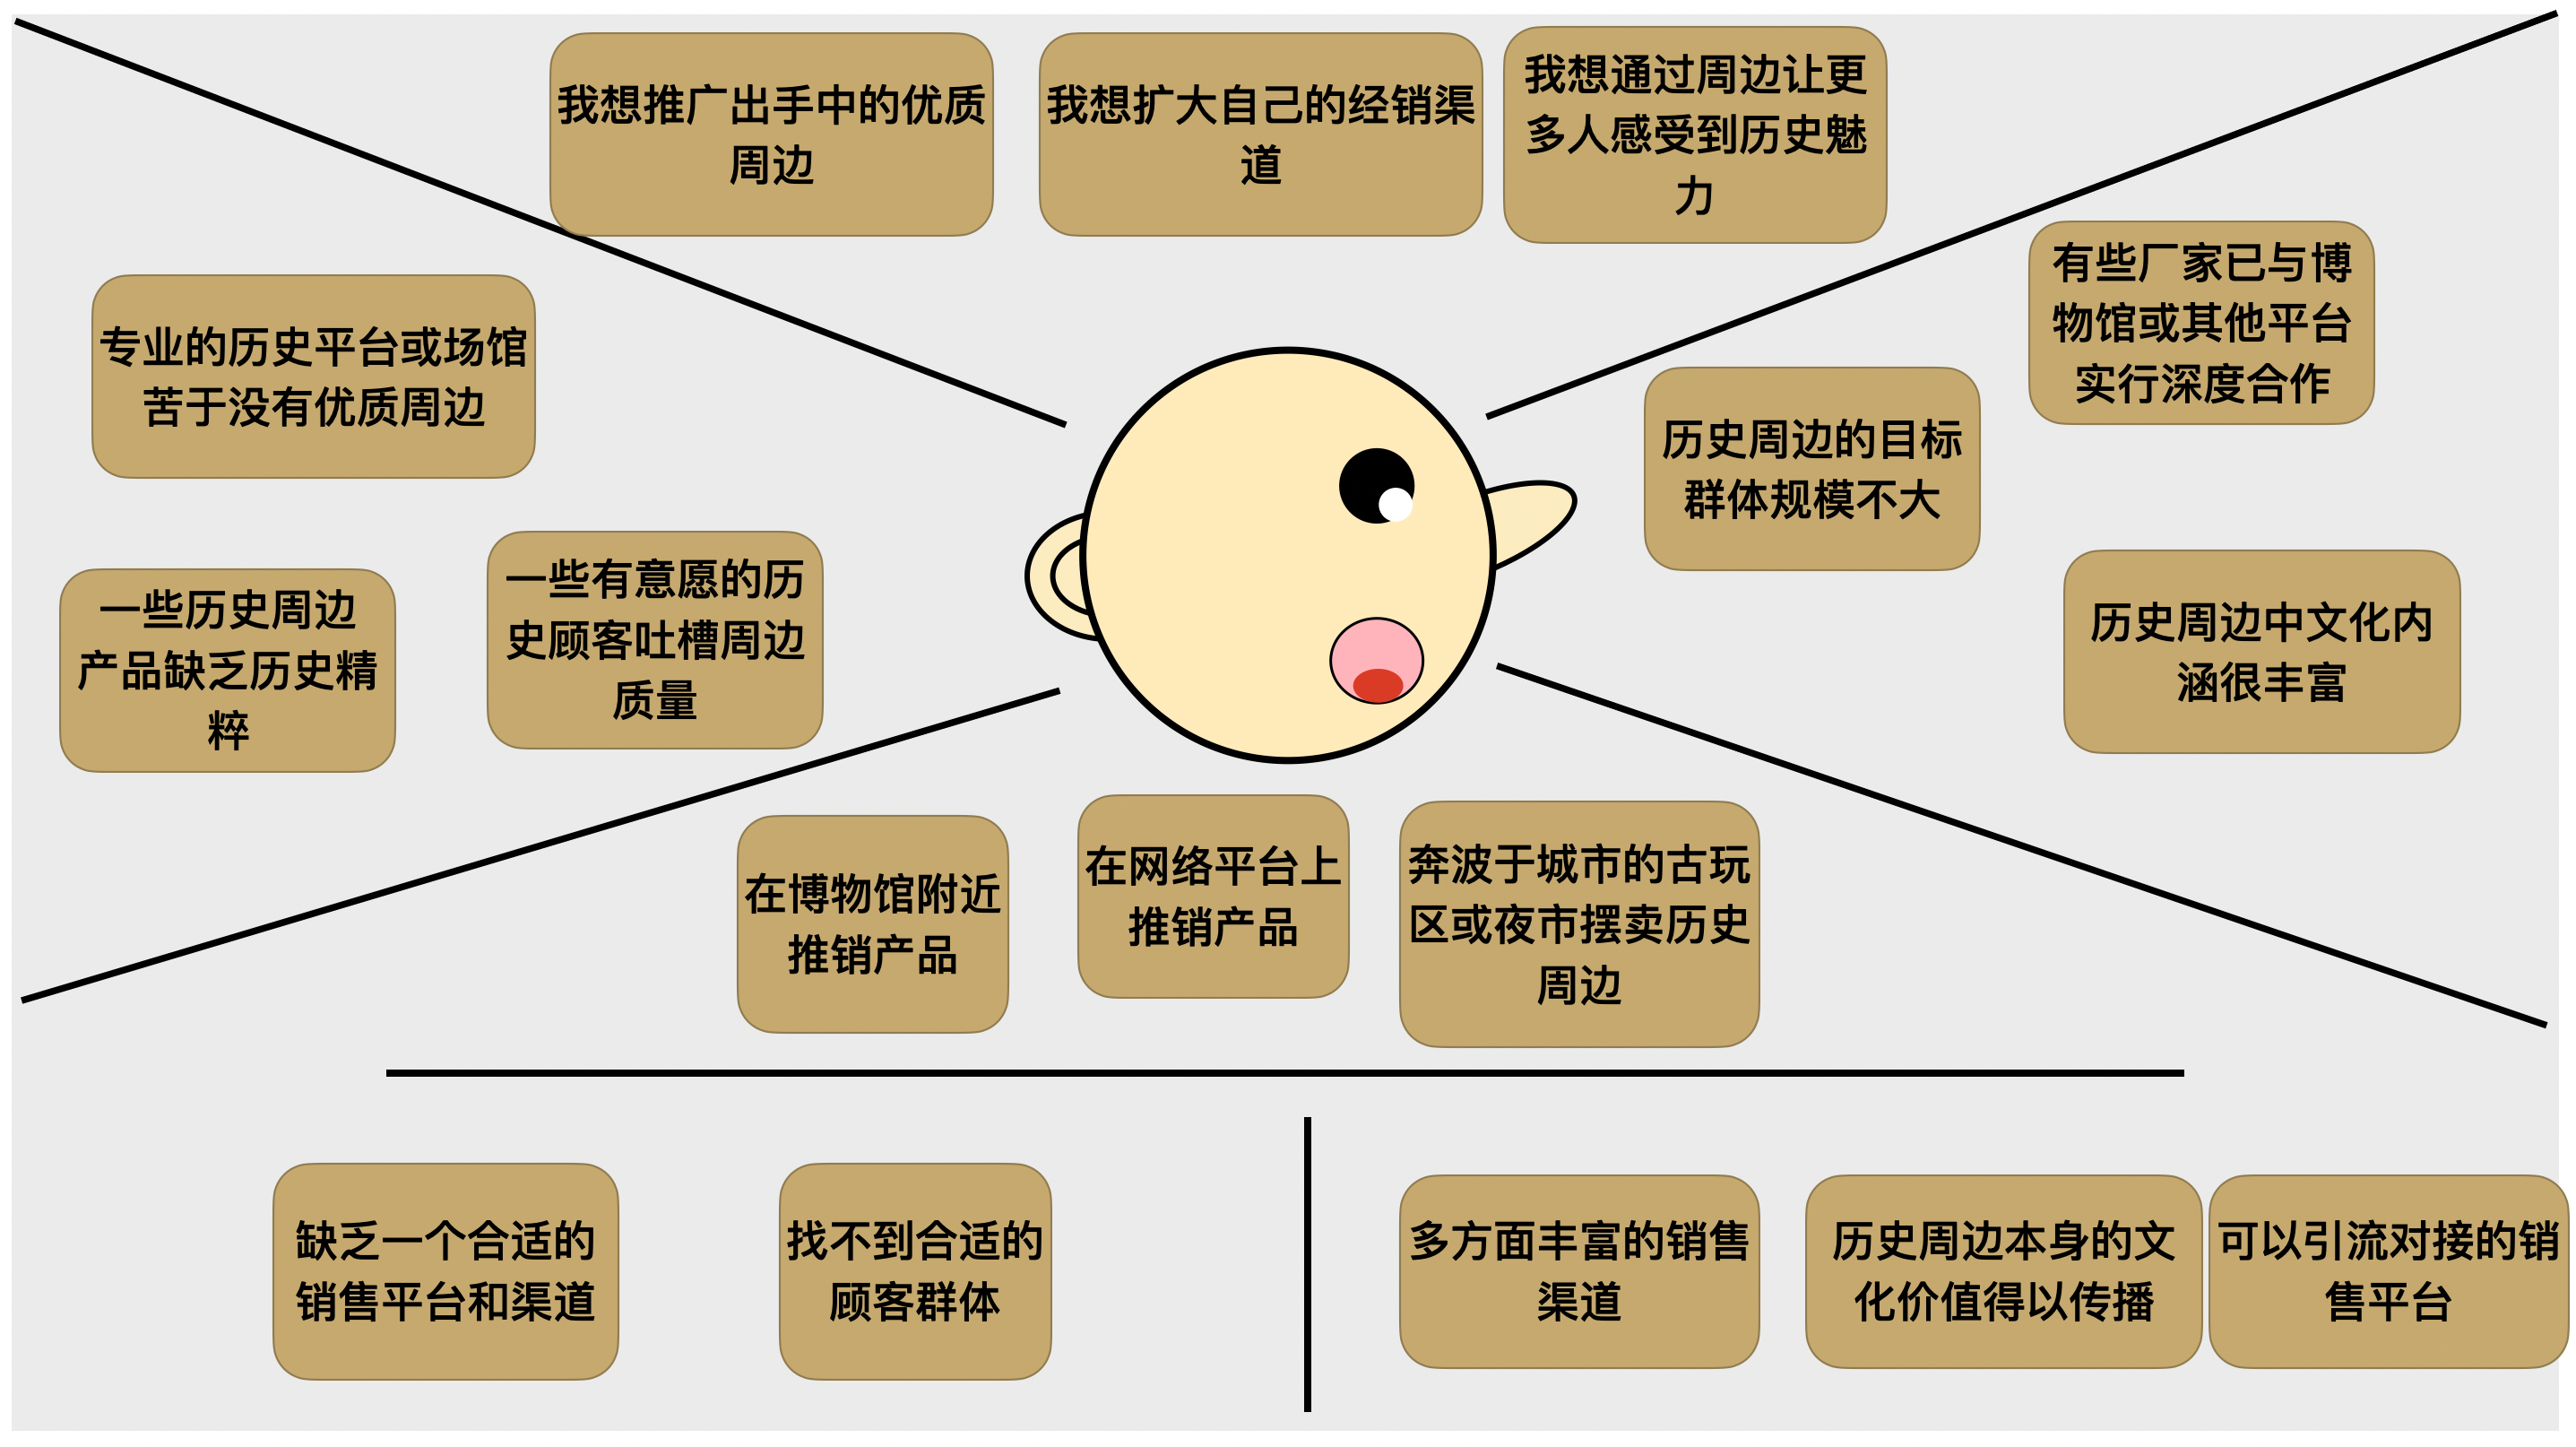 我想推广出手中的优质
周边
我想扩大自己的经销渠
道
我想通过周边让更
多人感受到历史魅
力
专业的历史平台或场馆
苦于没有优质周边
一些历史周边
产品缺乏历史精
粹
一些有意愿的历
史顾客吐槽周边
质量
有些厂家已与博
物馆或其他平台
实行深度合作
历史周边的目标
群体规模不大
历史周边中文化内
涵很丰富
在博物馆附近
推销产品
在网络平台上
推销产品
奔波于城市的古玩
区或夜市摆卖历史
周边
缺乏一个合适的
销售平台和渠道
找不到合适的
顾客群体
多方面丰富的销售
渠道
历史周边本身的文
化价值得以传播
可以引流对接的销
售平台